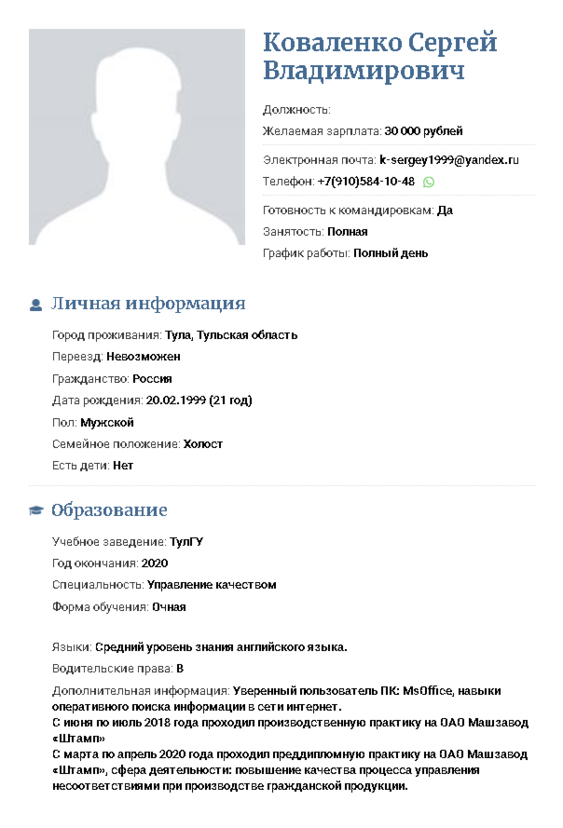 Коваленко Сергей
Владимирович
Должность:
Желаемая зарплата: 30 000 рублей
Электронная почта: k-sergey1999@yandex.ru
Телефон: +7(910)584-10-48
Готовность к командировкам: Да
Занятость: Полная
График работы: Полный день
Личная информация
Город проживания: Тула, Тульская область
Переезд: Невозможен
Гражданство: Россия
Дата рождения: 20.02.1999 (21 год)
Пол: Мужской
Семейное положение: Холост
Есть дети: Нет
Образование
Учебное заведение: ТулГУ
Год окончания: 2020
Специальность: Управление качеством
Форма обучения: Очная
Языки: Средний уровень знания английского языка.
Водительские права: B
Дополнительная информация: Уверенный пользователь ПК: MsOffice, навыки
оперативного поиска информации в сети интернет.
С июня по июль 2018 года проходил производственную практику на ОАО Машзавод
«Штамп»
С марта по апрель 2020 года проходил преддипломную практику на ОАО Машзавод
«Штамп», сфера деятельности: повышение качества процесса управления
несоответствиями при производстве гражданской продукции.